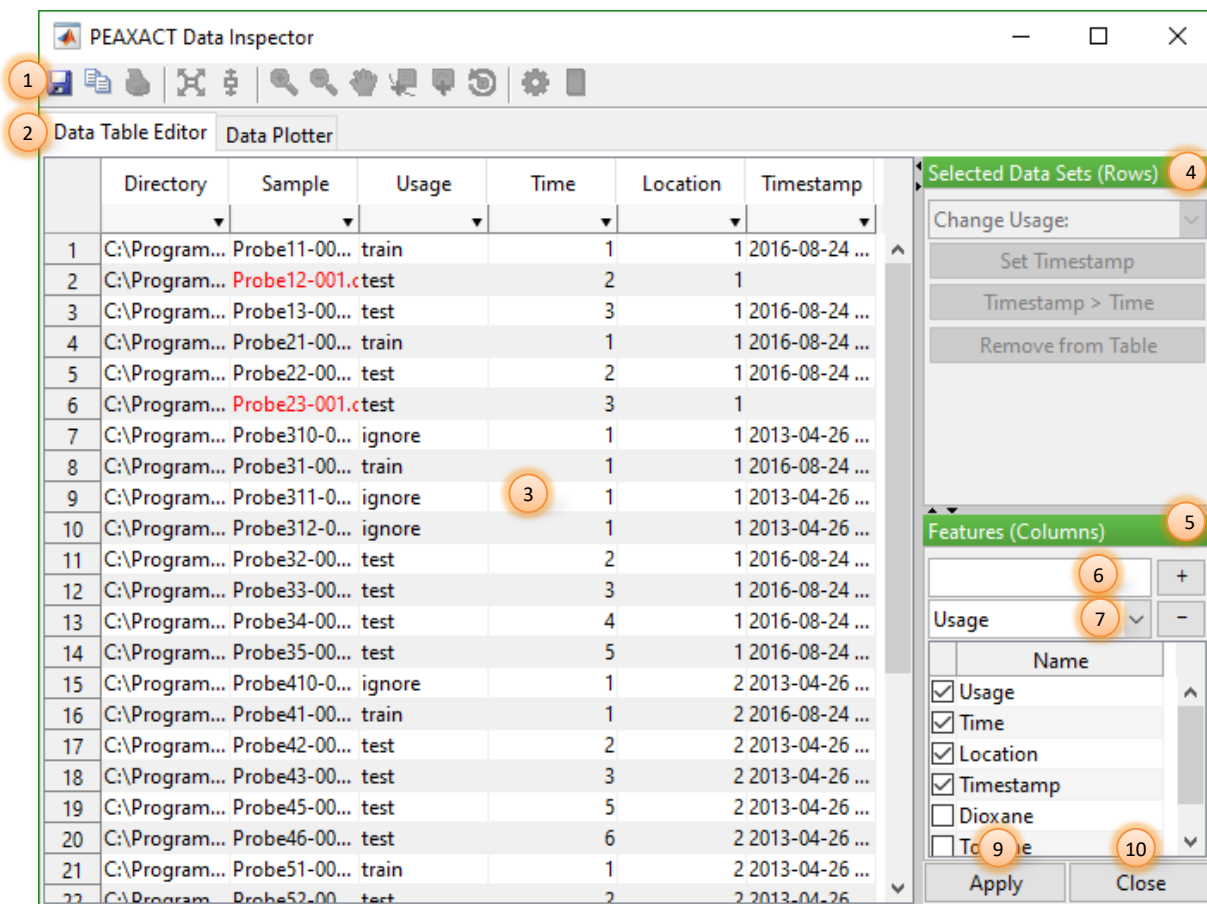 PEAXACT Data Inspector
1
2 Data Table Editor Data Plotter
Directory Sample Usage Time Location Timestamp
1 C:\Program... Probe11-00... train 1 1 2016-08-24 ...
2 C:\Program... Probe12-001.c test 2 1
3 C:\Program... Probe13-00... test 3 1 2016-08-24 ...
4 C:\Program... Probe21-00... train 1 1 2016-08-24 ...
5 C:\Program... Probe22-00... test 2 1 2016-08-24 ...
6 C:\Program... Probe23-001.c test 3 1
7 C:\Program... Probe310-0... ignore 1 1 2013-04-26 ...
8 C:\Program... Probe31-00... train 1 1 2016-08-24 ...
9 C:\Program... Probe311-0... ignore 3 1 1 2013-04-26 ...
10 C:\Program... Probe312-0... ignore 1 1 2013-04-26 ...
11 C:\Program... Probe32-00... test 2 1 2016-08-24 ...
12 C:\Program... Probe33-00... test 3 1 2016-08-24 ...
13 C:\Program... Probe34-00... test 4 1 2016-08-24 ...
14 C:\Program... Probe35-00... test 5 1 2016-08-24 ...
15 C:\Program... Probe410-0... ignore 1 2 2013-04-26 ...
16 C:\Program... Probe41-00... train 1 2 2016-08-24 ...
17 C:\Program... Probe42-00... test 2 2 2013-04-26 ...
18 C:\Program... Probe43-00... test 3 2 2013-04-26 ...
19 C:\Program... Probe45-00... test 5 2 2013-04-26 ...
20 C:\Program... Probe46-00... test 6 2 2013-04-26 ...
21 C:\Program... Probe51-00... train 1 2 2013-04-26 ...
22 C:\Program... Probe52-00... test 2 2 2013-04-26 ...
Selected Data Sets (Rows) 4
Change Usage:
Set Timestamp
Timestamp > Time
Remove from Table
Features (Columns) 5
6 +
Usage 7 -
Name
Usage
Time
Location
Timestamp
Dioxane
9 10
Apply Close